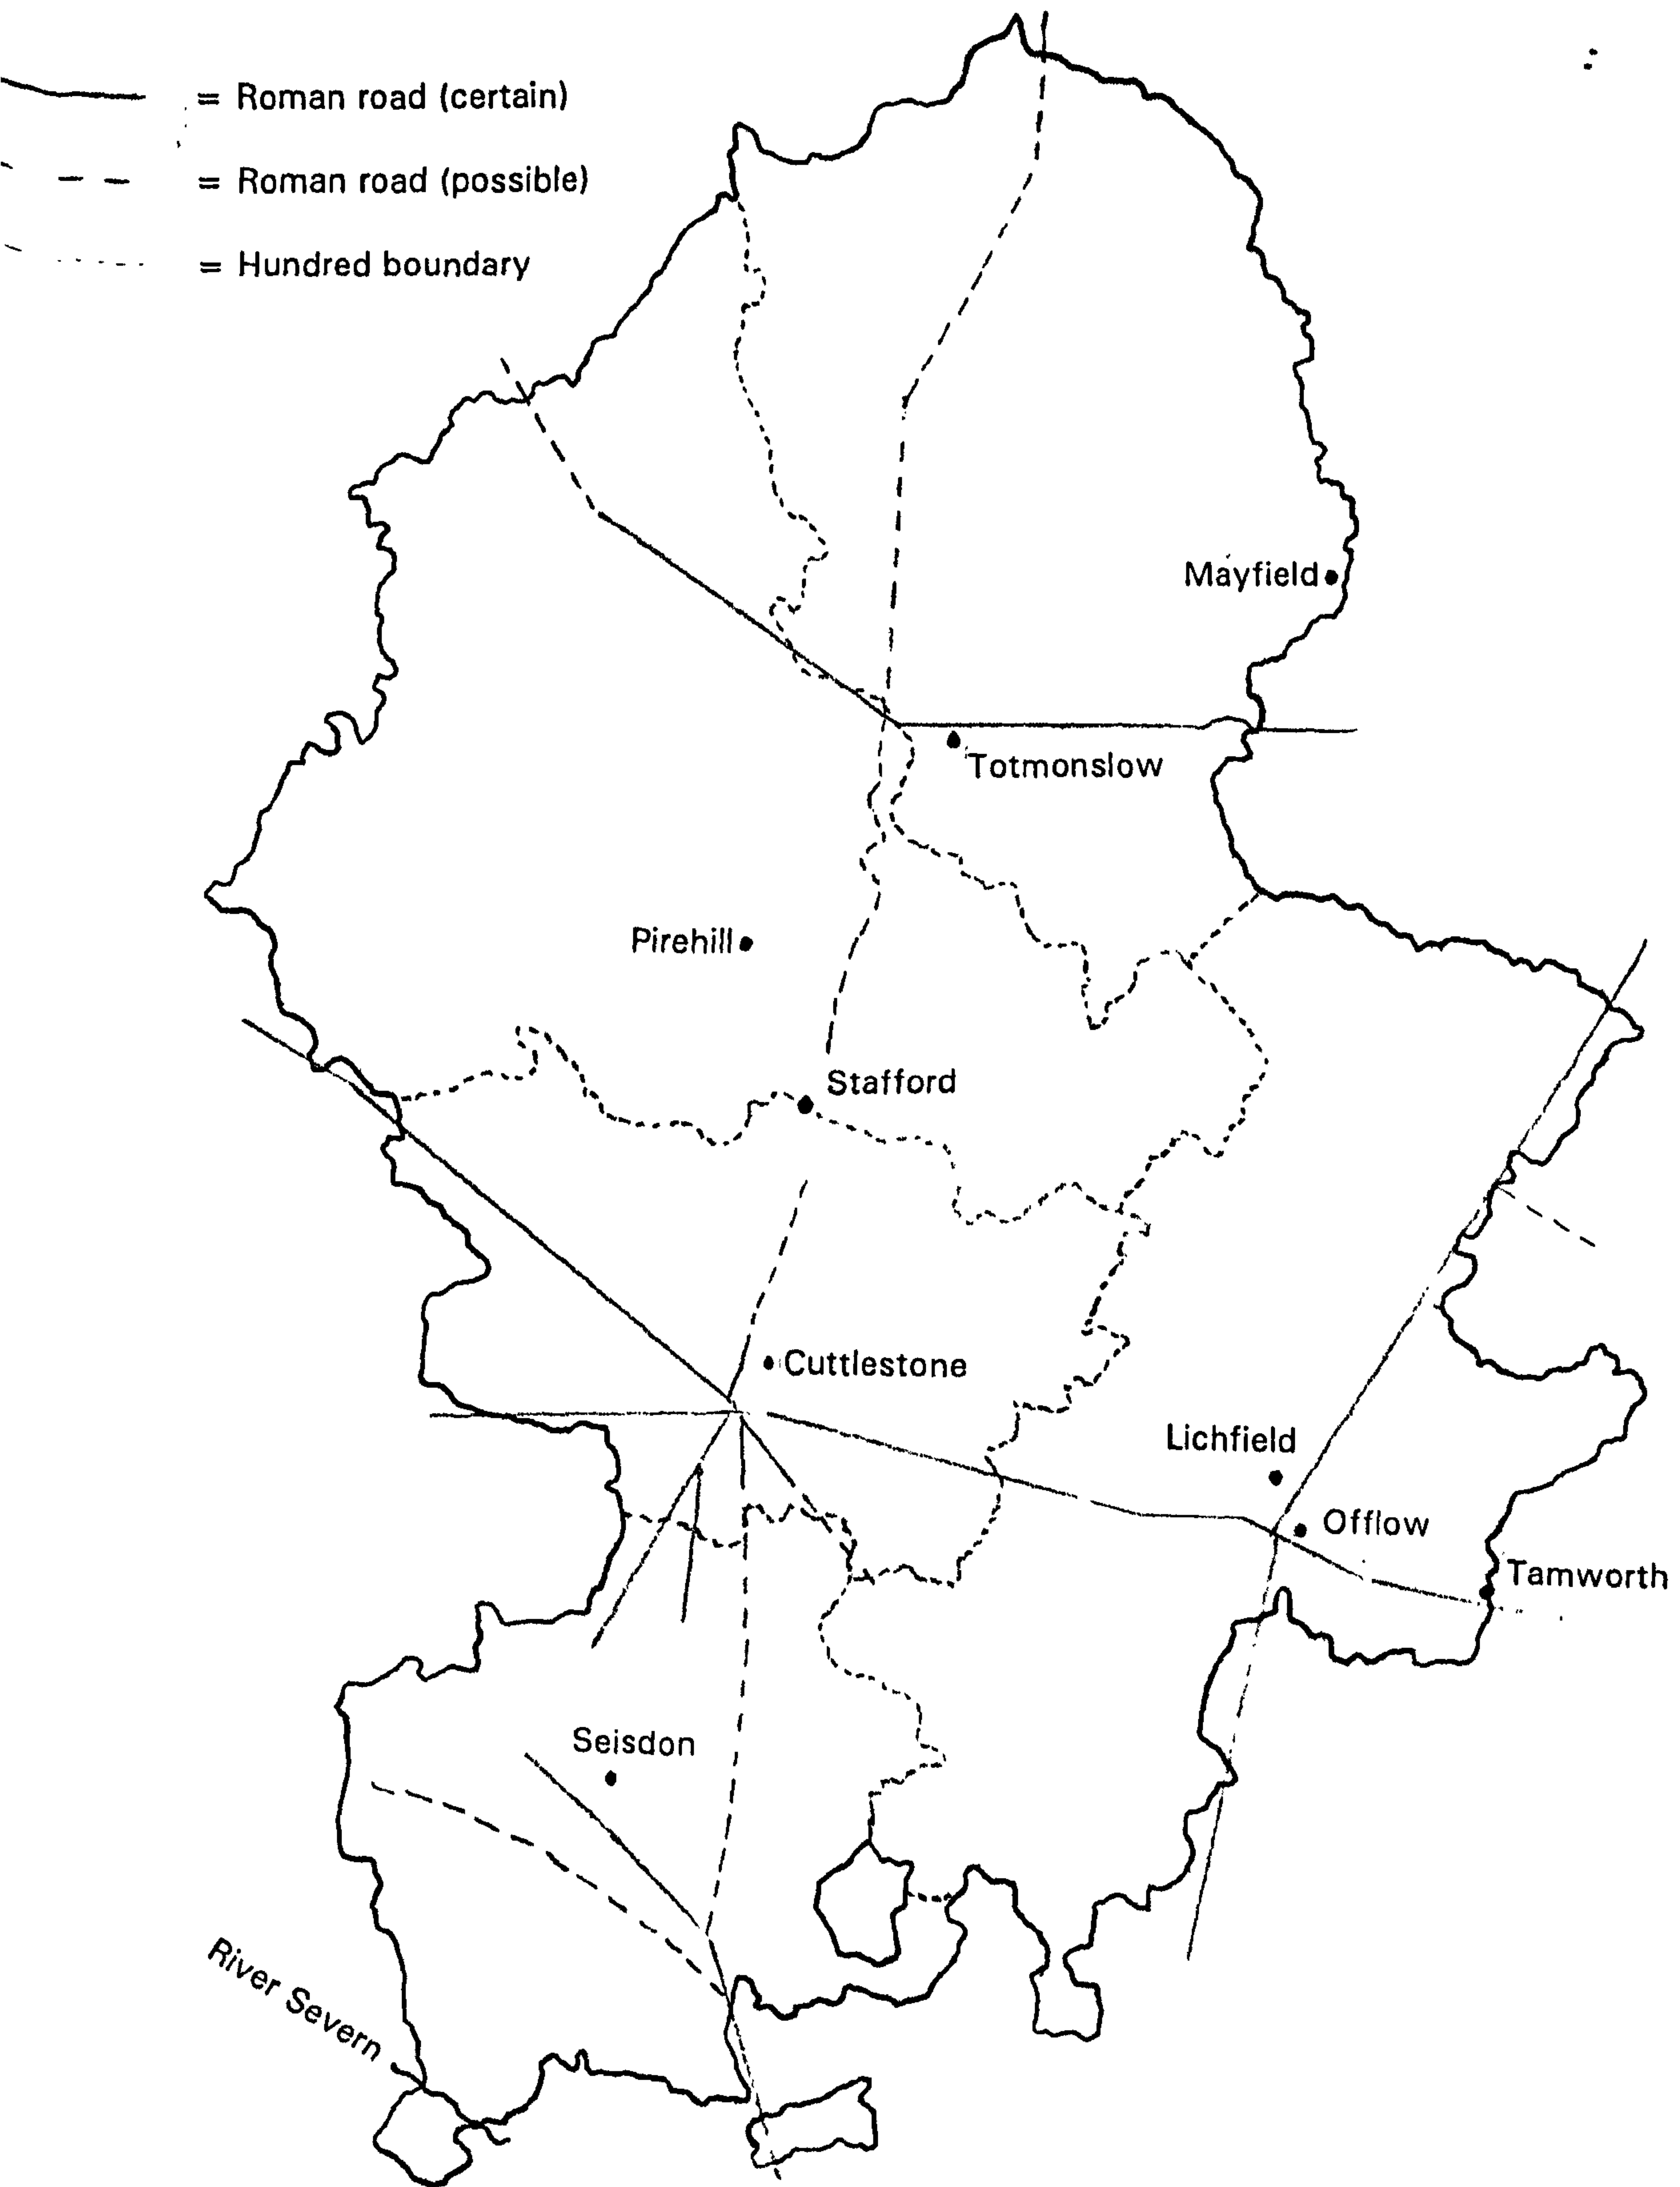 = Roman road (certain)
= Roman road (possible)
= Hundred boundary
Mayfield
Totmonslow
Pirehill
Stafford
Cuttlestone
Lichfield
Offlow
Tamworth
Seisdon
River Severn